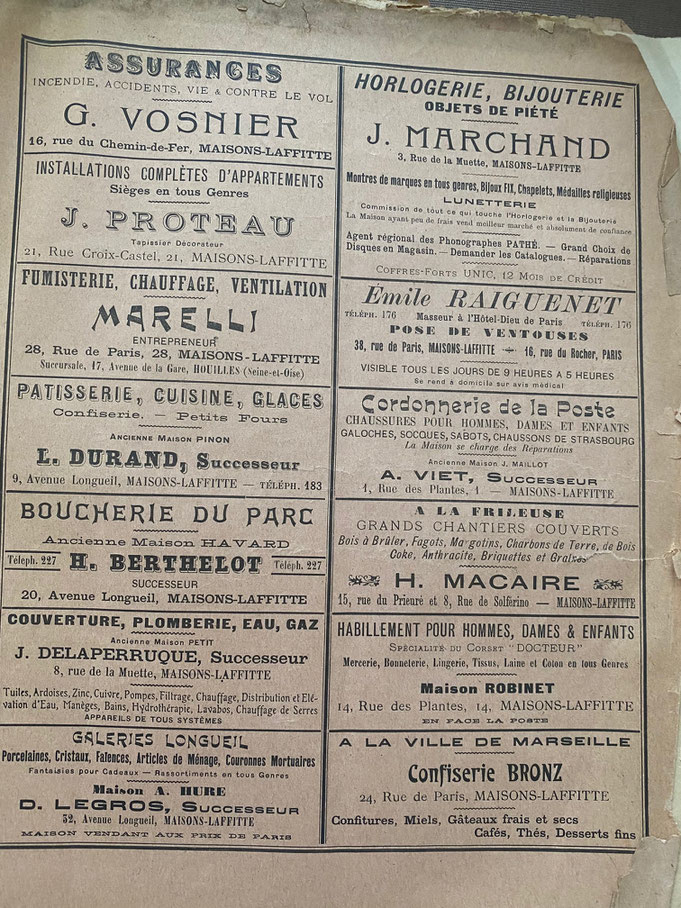 ASSURANCES
INCENDIE, ACCIDENTS, VIE & CONTRE LE VOL
G. VOSNIER
16, rue du Chemin-de-Fer, MAISONS-LAFFITTE
INSTALLATIONS COMPLÈTES D'APPARTEMENTS
Sièges en tous Genres
J. PROTEAU
Tapissier Décorateur
21, Rue Croix-Castel, 21, MAISONS-LAFFITTE
FUMISTERIE, CHAUFFAGE, VENTILATION
MARELLI
ENTREPRENEUR
28, Rue de Paris, 28, MAISONS-LAFFITTE
Succursale, 17, Avenue de la Gare, HOUILLES (Seine-et-Oise)
PATISSERIE, CUISINE, GLACES
Confiserie. — Petits Fours
ANCIENNE MAISON PINON
L. DURAND, Successeur
9, Avenue Longueil, MAISONS-LAFFITTE — TÉLÉPH. 183
BOUCHERIE DU PARC
Ancienne Maison HAVARD
Téleph. 227 H. BERTHELOT Téleph. 227
SUCCESSEUR
20, Avenue Longueil, MAISONS-LAFFITTE
COUVERTURE, PLOMBERIE, EAU, GAZ
Ancienne Maison PETIT
J. DELAPERRUQUE, Successeur
8, rue de la Muette, MAISONS-LAFFITTE
Tuiles, Ardoises, Zinc, Cuivre, Pompes, Filtrage, Chauffage, Distribution et Elé-
vation d'Eau, Manèges, Bains, Hydrothérapie, Lavabos, Chauffage de Serres
APPAREILS DE TOUS SYSTÈMES
GALERIES LONGUEIL
Porcelaines, Cristaux, Faïences, Articles de Ménage, Couronnes Mortuaires
Fantaisies pour Cadeaux — Rassortiments en tous Genres
Maison A. HURE
D. LEGROS, Successeur
52, Avenue Longueil, MAISONS-LAFFITTE
MAISON VENDANT AUX PRIX DE PARIS
HORLOGERIE, BIJOUTERIE
OBJETS DE PIÉTÉ
J. MARCHAND
3, Rue de la Muette, MAISONS-LAFFITTE
Montres de marques en tous genres, Bijoux FIX, Chapelets, Médailles religieuses
LUNETTERIE
Commission de tout ce qui touche l'Horlogerie et la Bijouterie
La Maison ayant peu de frais vend meilleur marché et absolument de confiance
Agent régional des Phonographes PATHÉ. — Grand Choix de
Disques en Magasin. — Demander les Catalogues. — Réparations
COFFRES-FORTS UNIC, 12 MOIS DE CRÉDIT
Emile RAIGUENET
TÉLÉPH. 176 Masseur à l'Hôtel-Dieu de Paris TÉLÉPH. 176
POSE DE VENTOUSES
38, rue de Paris, MAISONS-LAFFITTE — 16, rue du Rocher, PARIS
VISIBLE TOUS LES JOURS DE 9 HEURES A 5 HEURES
Se rend à domicile sur avis médical
Cordonnerie de la Poste
CHAUSSURES POUR HOMMES, DAMES ET ENFANTS
GALOCHES, SOCQUES, SABOTS, CHAUSSONS DE STRASBOURG
La Maison se charge des Réparations
Ancienne Maison J. MAILLOT
A. VIET, Successeur
1, Rue des Plantes, 1 — MAISONS-LAFFITTE
A LA FRILEUSE
GRANDS CHANTIERS COUVERTS
Bois à Brûler, Fagots, Margotins, Charbons de Terre, de Bois
Coke, Anthracite, Briquettes et Graines
H. MACAIRE
15, rue du Prieuré et 8, Rue de Solférino — MAISONS-LAFFITTE
HABILLEMENT POUR HOMMES, DAMES & ENFANTS
SPÉCIALITÉ DU CORSET "DOCTEUR"
Mercerie, Bonneterie, Lingerie, Tissus, Laine et Coton en tous Genres
Maison ROBINET
14, Rue des Plantes, 14, MAISONS-LAFFITTE
EN FACE LA POSTE
A LA VILLE DE MARSEILLE
Confiserie BRONZ
24, Rue de Paris, MAISONS-LAFFITTE
Confitures, Miels, Gâteaux frais et secs
Cafés, Thés, Desserts fins